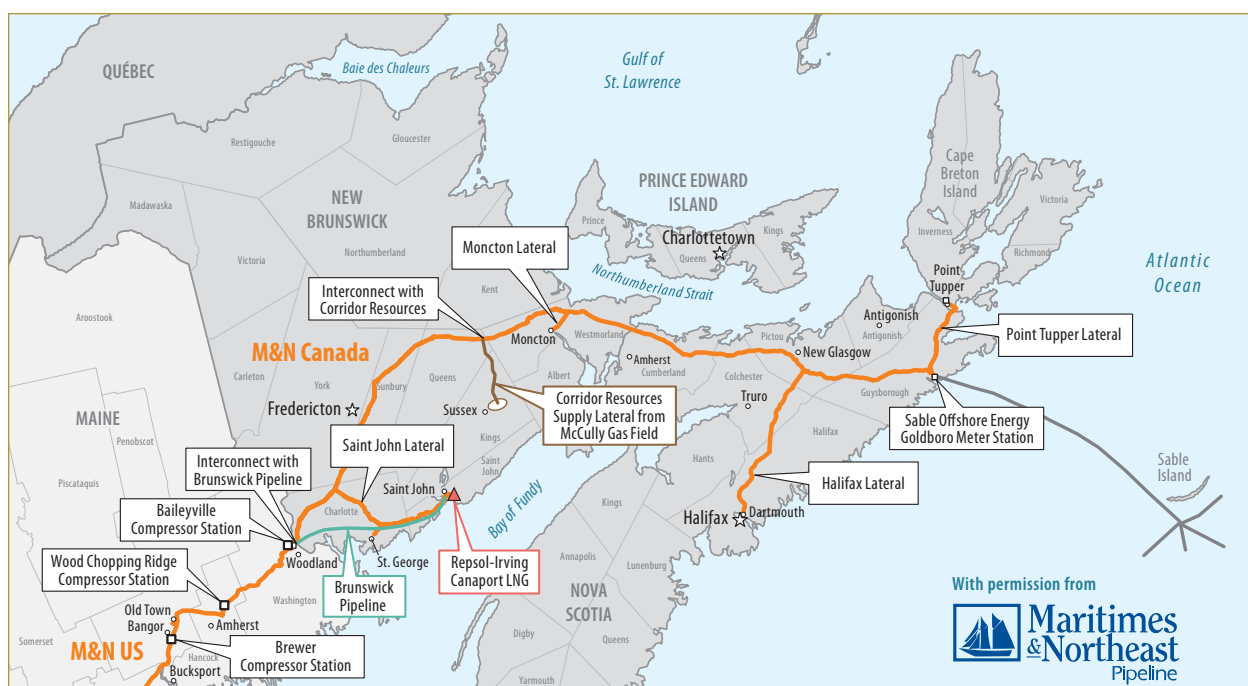 QUÉBEC
Baie des Chaleurs
Gulf of
St. Lawrence
Restigouche
Gloucester
NEW
BRUNSWICK
Madawaska
Northumberland
Victoria
PRINCE EDWARD
ISLAND
Prince
Charlottetown
Queens
Kings
Cape
Breton
Island
Victoria
Inverness
Richmond
Atlantic
Ocean
Moncton Lateral
Kent
Northumberland Strait
Interconnect with
Corridor Resources
Point
Tupper
Aroostook
M&N Canada
Carleton
York
Sunbury
Queens
Moncton
Westmorland
Albert
Amherst
Cumberland
Pictou
Colchester
New Glasgow
Antigonish
Antigonish
Guysborough
Point Tupper Lateral
MAINE
Penobscot
Piscataquis
Fredericton
Sussex
Kings
Corridor Resources
Supply Lateral from
McCully Gas Field
Truro
Halifax
Sable Offshore Energy
Goldboro Meter Station
Saint John Lateral
Interconnect with
Brunswick Pipeline
Saint
John
Saint John
Hants
Halifax Lateral
Sable
Island
Baileyville
Compressor Station
Charlotte
Bay of Fundy
Kings
Halifax
Dartmouth
Wood Chopping Ridge
Compressor Station
Woodland
St. George
Repsol-Irving
Canaport LNG
Annapolis
Lunenburg
Brunswick
Pipeline
Washington
NOVA
SCOTIA
Old Town
Bangor
Amherst
Somerset
M&N US
Hancock
Bucksport
Brewer
Compressor Station
Digby
Queens
Yarmouth
With permission from
Maritimes
&Northeast
Pipeline